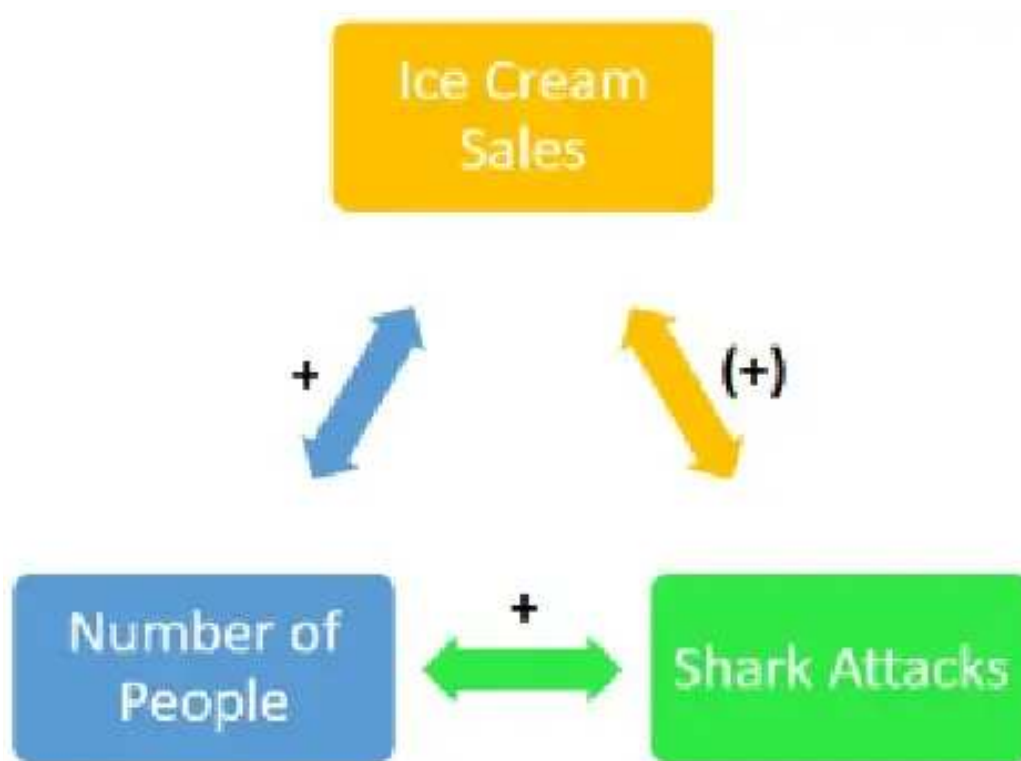 Ice Cream
Sales
+
(+)
+
Number of
People
Shark Attacks